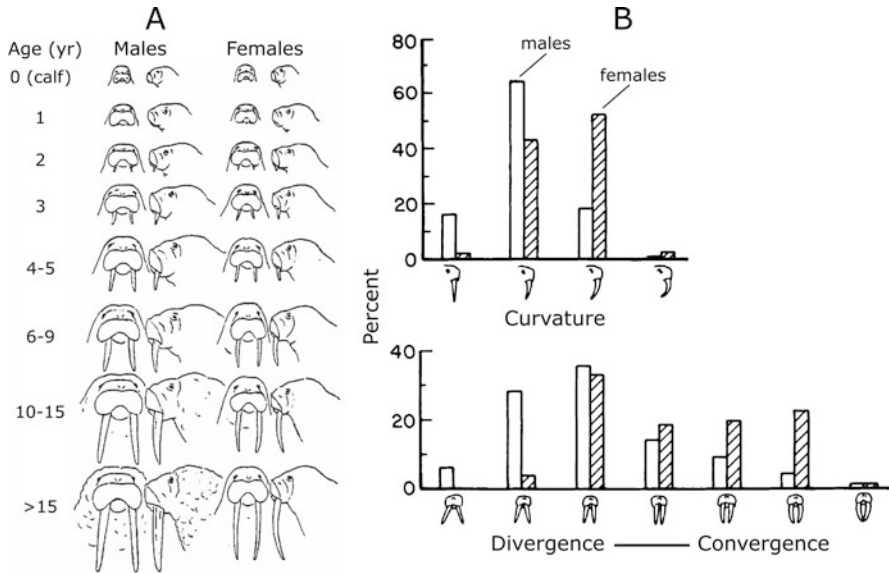 A
Age (yr) Males Females
0 (calf)
1
2
3
4-5
6-9
10-15
>15
B
80
60
40
20
0
males
females
Curvature
Percent
40
20
0
Divergence Convergence